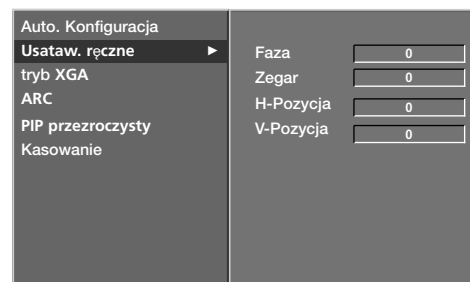 Auto. Konfiguracja
Usataw. ręczne ►
tryb XGA
ARC
PIP przezroczysty
Kasowanie
Faza 0
Zegar 0
H-Pozycja 0
V-Pozycja 0